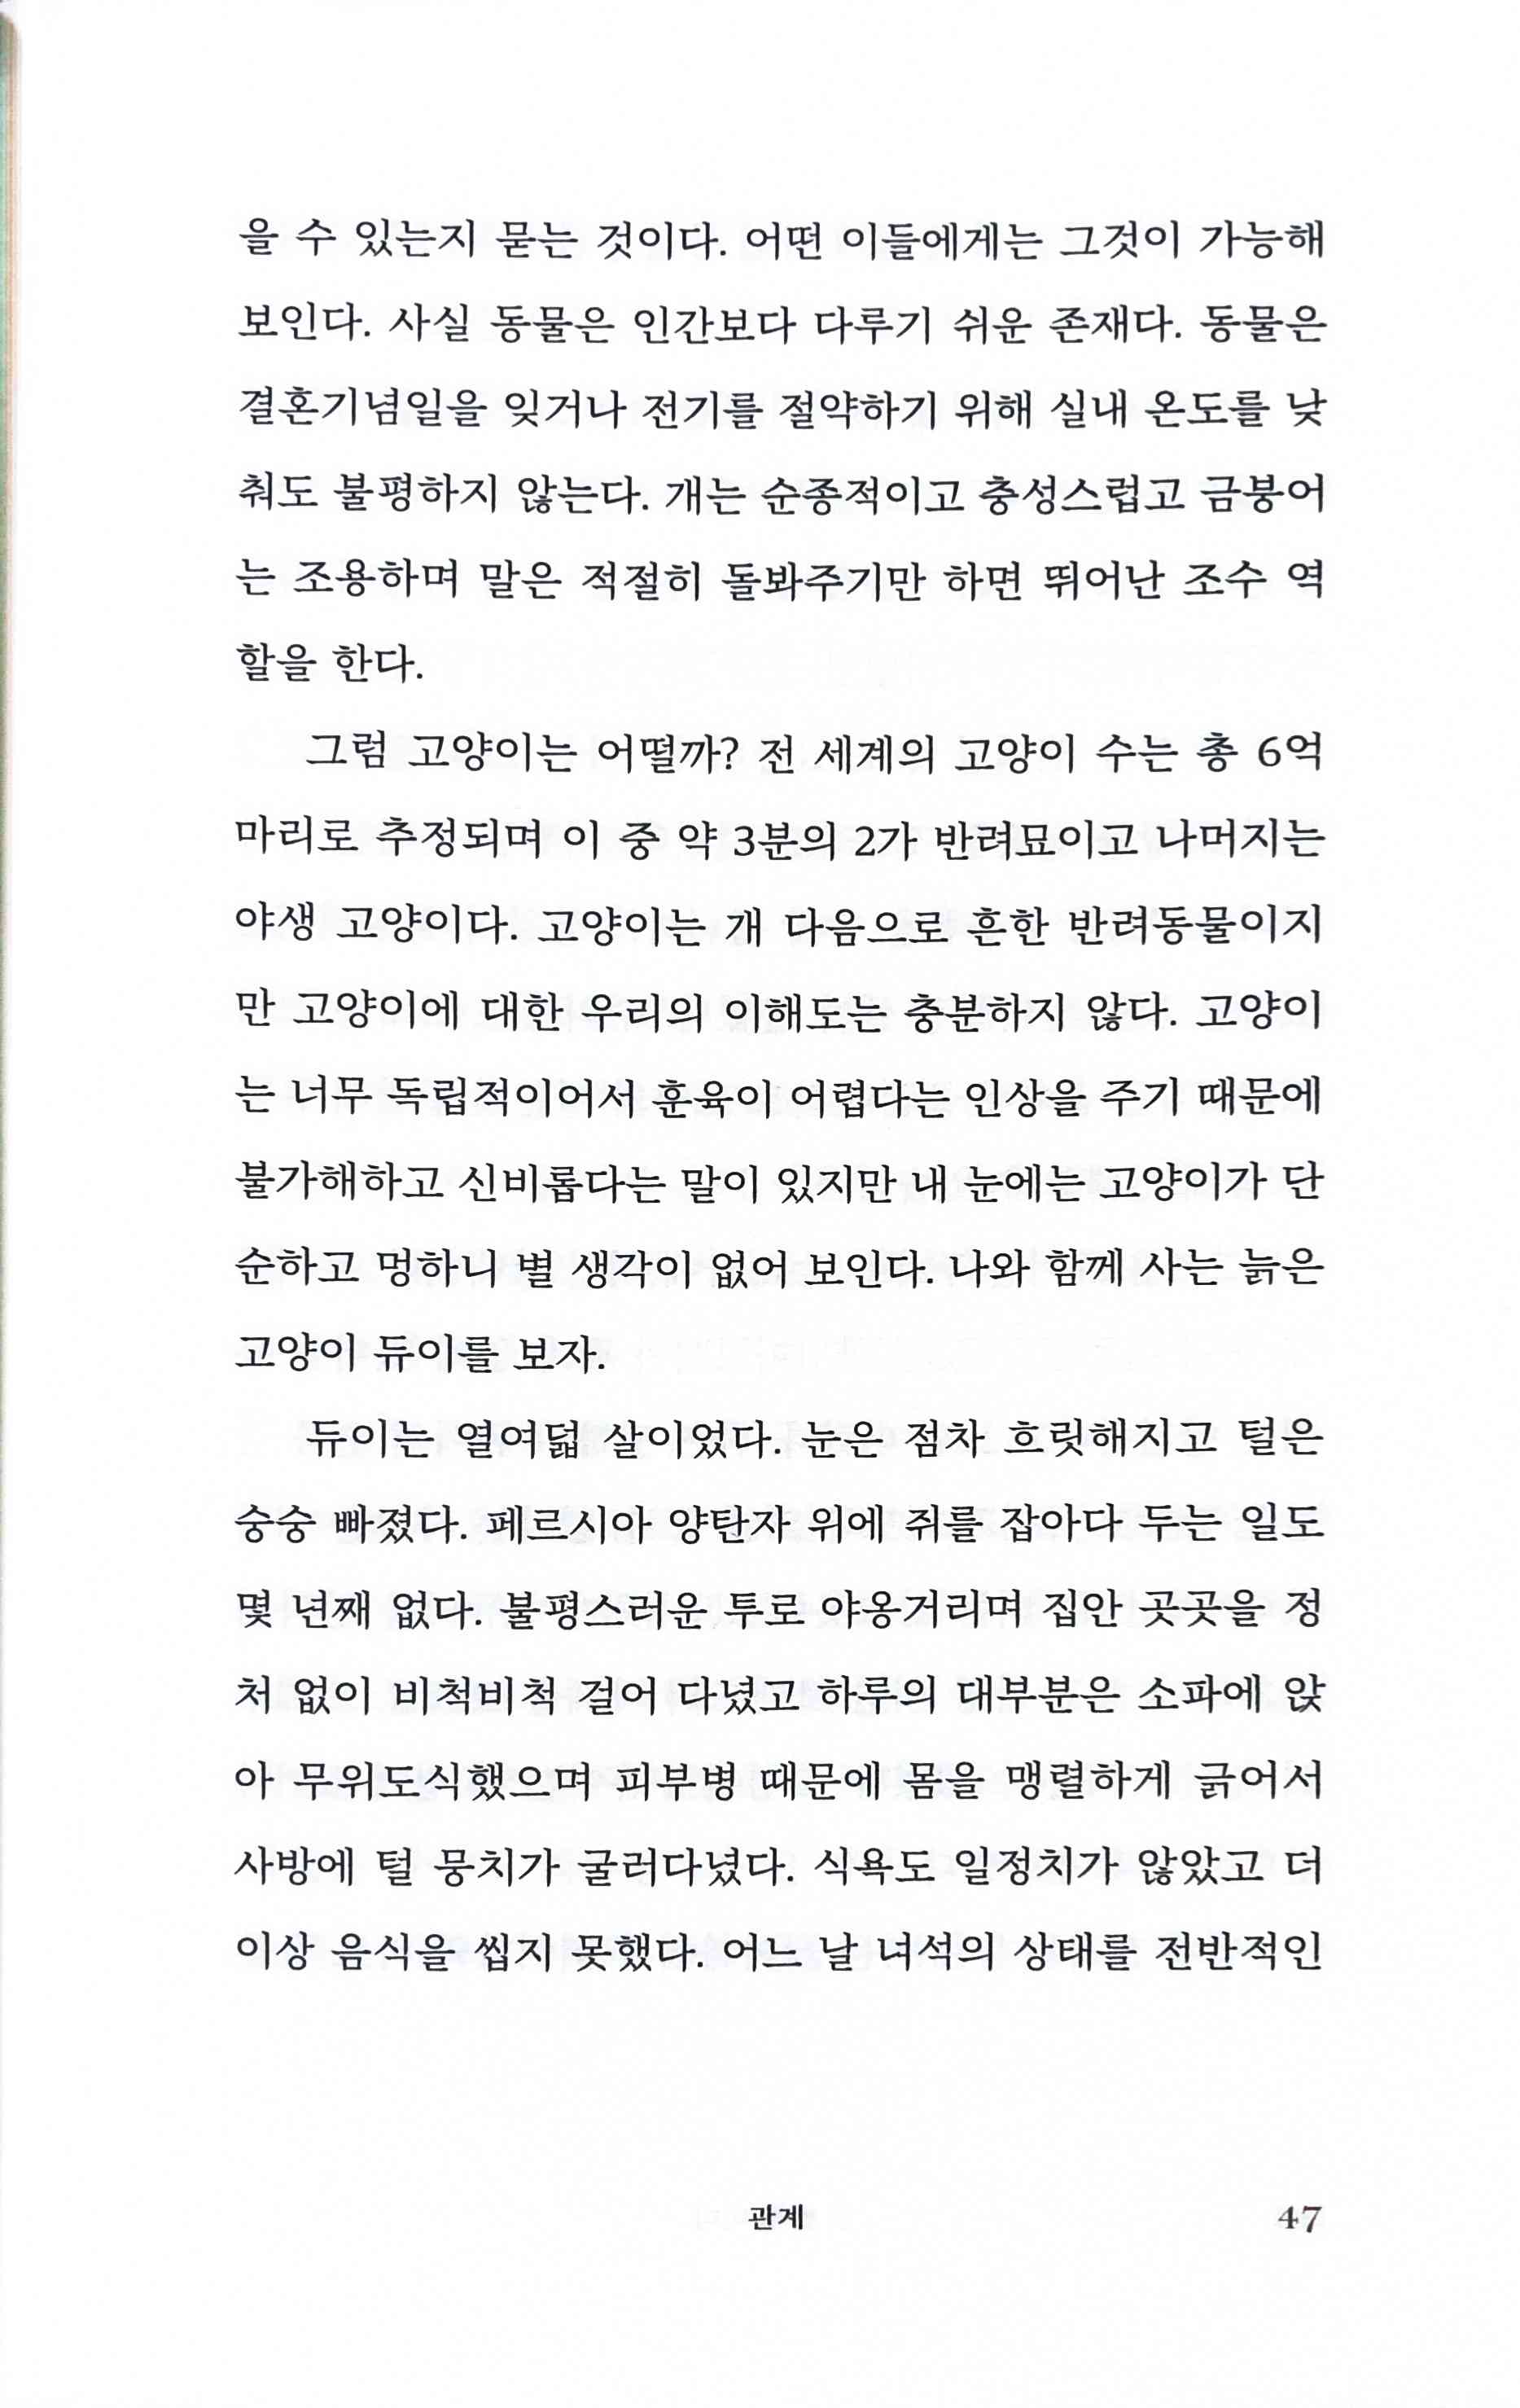 을 수 있는지 묻는 것이다. 어떤 이들에게는 그것이 가능해
보인다. 사실 동물은 인간보다 다루기 쉬운 존재다. 동물은
결혼기념일을 잊거나 전기를 절약하기 위해 실내 온도를 낮
춰도 불평하지 않는다. 개는 순종적이고 충성스럽고 금붕어
는 조용하며 말은 적절히 돌봐주기만 하면 뛰어난 조수 역
할을 한다.
그럼 고양이는 어떨까? 전 세계의 고양이 수는 총 6억
마리로 추정되며 이 중 약 3분의 2가 반려묘이고 나머지는
야생 고양이다. 고양이는 개 다음으로 흔한 반려동물이지
만 고양이에 대한 우리의 이해도는 충분하지 않다. 고양이
는 너무 독립적이어서 훈육이 어렵다는 인상을 주기 때문에
불가해하고 신비롭다는 말이 있지만 내 눈에는 고양이가 단
순하고 멍하니 별 생각이 없어 보인다. 나와 함께 사는 늙은
고양이 듀이를 보자.
듀이는 열여덟 살이었다. 눈은 점차 흐릿해지고 털은
숭숭 빠졌다. 페르시아 양탄자 위에 쥐를 잡아다 두는 일도
몇 년째 없다. 불평스러운 투로 야옹거리며 집안 곳곳을 정
처 없이 비척비척 걸어 다녔고 하루의 대부분은 소파에 앉
아 무위도식했으며 피부병 때문에 몸을 맹렬하게 긁어서
사방에 털 뭉치가 굴러다녔다. 식욕도 일정치가 않았고 더
이상 음식을 씹지 못했다. 어느 날 녀석의 상태를 전반적인
관계 47